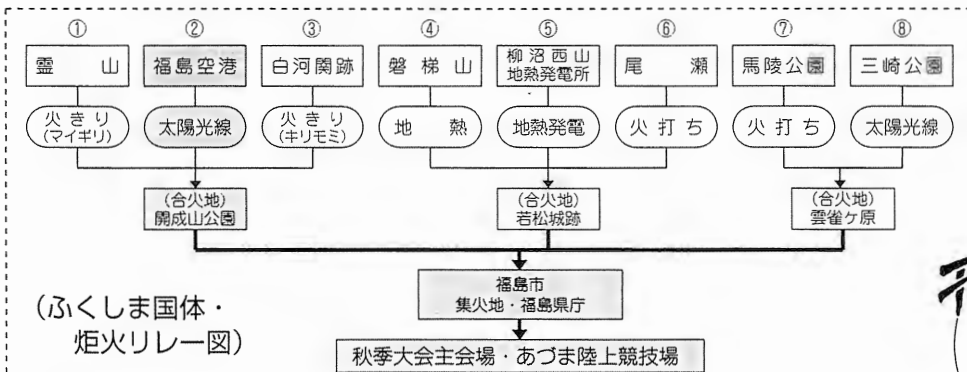 ① ② ③ ④ ⑤ ⑥ ⑦ ⑧
霊山 福島空港 白河関跡 磐梯山 柳沼西山地熱発電所 尾瀬 馬陵公園 三崎公園
火きり(マイギリ) 太陽光線 火きり(キリモミ) 地熱 地熱発電 火打ち 火打ち 太陽光線
(合火地) (合火地) (合火地)
開成山公園 若松城跡 雲雀ケ原
福島市
集火地・福島県庁
秋季大会主会場・あづま陸上競技場
(ふくしま国体・
炬火リレー図)